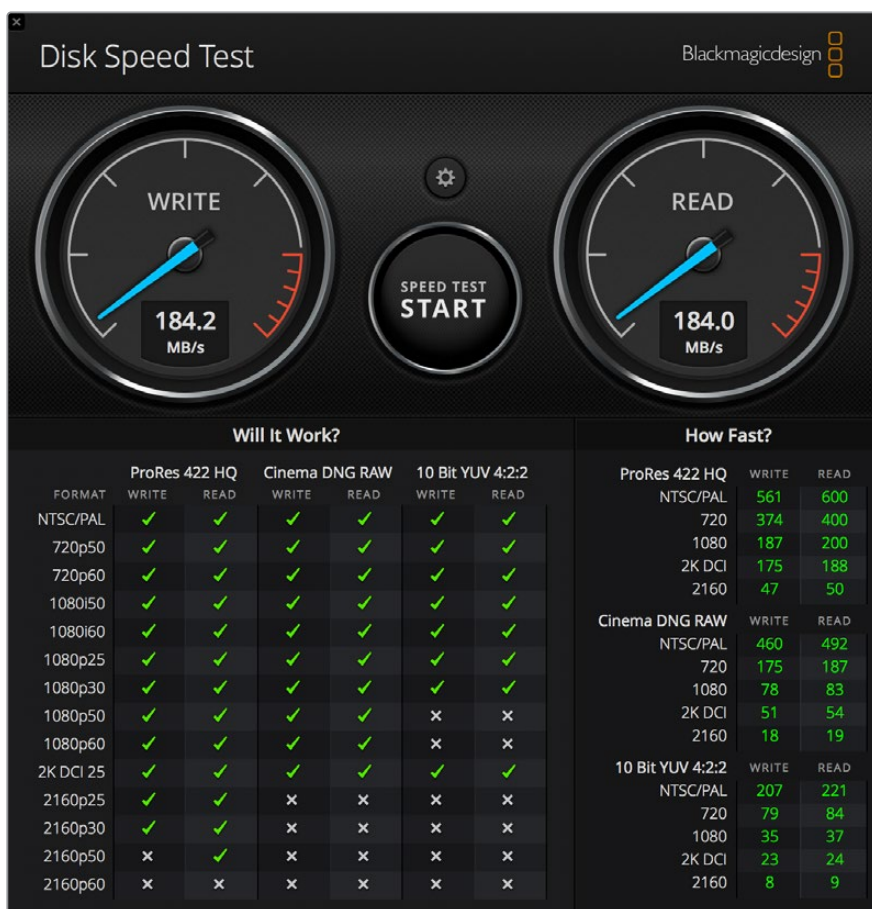 Disk Speed Test
Blackmagicdesign
WRITE
184.2
MB/s
SPEED TEST
START
READ
184.0
MB/s
Will It Work?
ProRes 422 HQ Cinema DNG RAW 10 Bit YUV 4:2:2
FORMAT WRITE READ WRITE READ WRITE READ
NTSC/PAL ✓ ✓ ✓ ✓ ✓ ✓
720p50 ✓ ✓ ✓ ✓ ✓ ✓
720p60 ✓ ✓ ✓ ✓ ✓ ✓
1080i50 ✓ ✓ ✓ ✓ ✓ ✓
1080i60 ✓ ✓ ✓ ✓ ✓ ✓
1080p25 ✓ ✓ ✓ ✓ ✓ ✓
1080p30 ✓ ✓ ✓ ✓ ✓ ✓
1080p50 ✓ ✓ ✓ ✓ × ×
1080p60 ✓ ✓ ✓ ✓ × ×
2K DCI 25 ✓ ✓ ✓ ✓ ✓ ✓
2160p25 ✓ ✓ × × × ×
2160p30 ✓ ✓ × × × ×
2160p50 × ✓ × × × ×
2160p60 × × × × × ×
How Fast?
ProRes 422 HQ WRITE READ
NTSC/PAL 561 600
720 374 400
1080 187 200
2K DCI 175 188
2160 47 50
Cinema DNG RAW WRITE READ
NTSC/PAL 460 492
720 175 187
1080 78 83
2K DCI 51 54
2160 18 19
10 Bit YUV 4:2:2 WRITE READ
NTSC/PAL 207 221
720 79 84
1080 35 37
2K DCI 23 24
2160 8 9